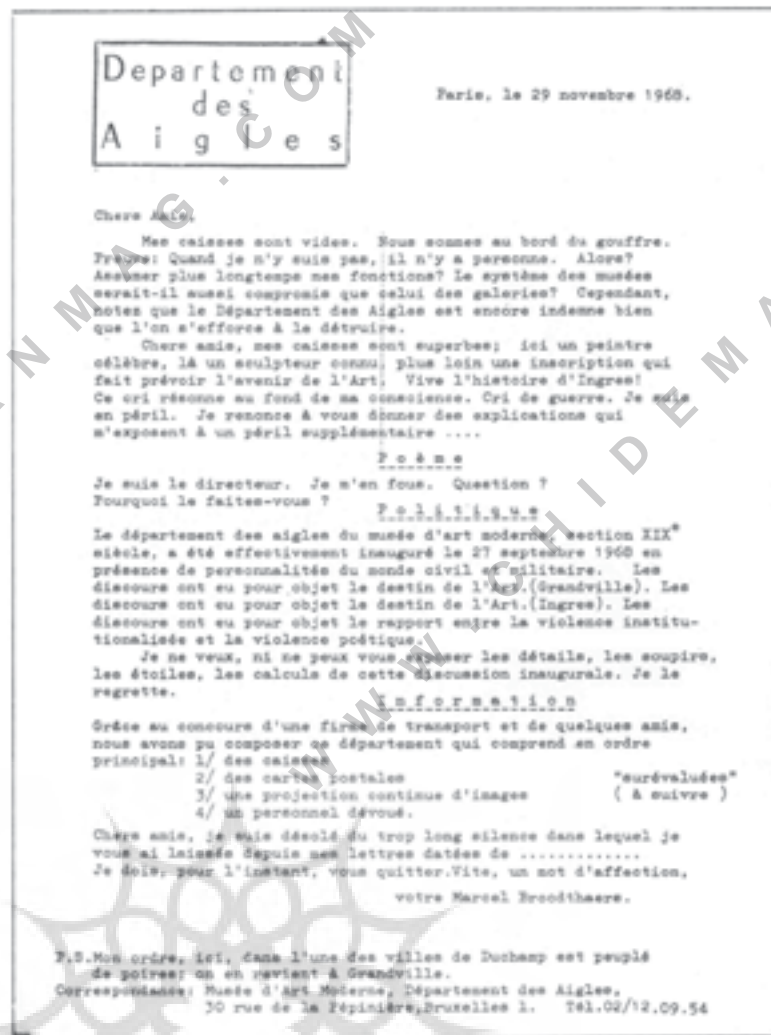 Departement
des
Aigles
Paris, le 29 novembre 1968.
Chers Amis,
Mes caisses sont vides. Nous sommes au bord du gouffre.
Preuve: Quand je n'y suis pas, il n'y a personne. Alors?
Assumer plus longtemps mes fonctions? Le système des musées
serait-il aussi compromis que celui des galeries? Cependant,
notez que le Département des Aigles est encore indemne bien
que l'on s'efforce à le détruire.
Chers amis, mes caisses sont superbes; ici un peintre
célèbre, là un sculpteur connu, plus loin une inscription qui
fait prévoir l'avenir de l'Art. Vive l'histoire d'Ingres!
Ce cri résonne au fond de ma conscience. Cri de guerre. Je suis
en péril. Je renonce à vous donner des explications qui
m'exposent à un péril supplémentaire ....
Poème
Je suis le directeur. Je m'en fous. Question ?
Pourquoi le faites-vous ?
Politique
Le département des aigles du musée d'art moderne, section XIXe
siècle, a été effectivement inauguré le 27 septembre 1968 en
présence de personnalités du monde civil et militaire. Les
discours ont eu pour objet le destin de l'Art.(Grandville). Les
discours ont eu pour objet le destin de l'Art.(Ingres). Les
discours ont eu pour objet le rapport entre la violence institu-
tionalisée et la violence poétique.
Je ne veux, ni ne peux vous exposer les détails, les soupirs,
les étoiles, les calculs de cette discussion inaugurale. Je le
regrette.
Information
Grâce au concours d'une firme de transport et de quelques amis,
nous avons pu composer ce département qui comprend en ordre
principal: 1/ des caisses
2/ des cartes postales "surévaluées"
3/ une projection continue d'images ( à suivre )
4/ un personnel dévoué.
Chers amis, je suis désolé du trop long silence dans lequel je
vous ai laissés depuis mes lettres datées de .............
Je dois, pour l'instant, vous quitter.Vite, un mot d'affection,
votre Marcel Broodthaers.
P.S.Mon ordre, ici, dans l'une des villes de Duchamp est peuplé
de poires; on en revient à Grandville.
Correspondance: Musée d'Art Moderne, Département des Aigles,
30 rue de la Pépinière,Bruxelles 1. Tél.02/12.09.54
WWW.CHIDEMA
NMAG.COM